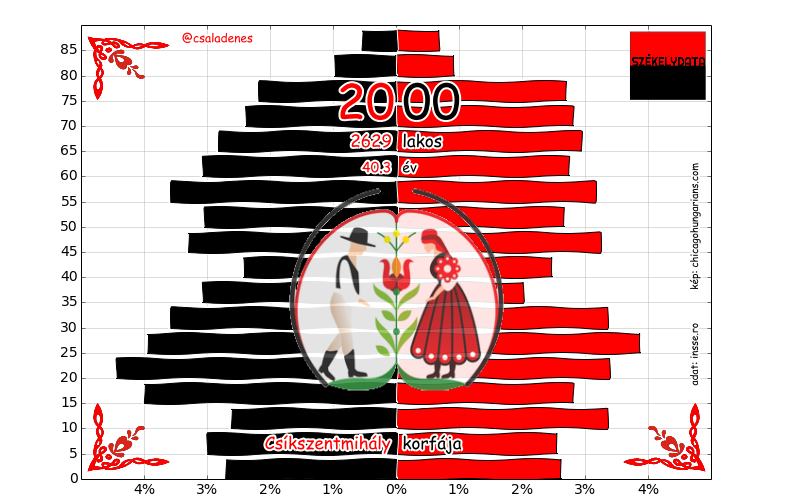 @csaladenes
SZÉKELYDATA
2000
2629 lakos
40.3 év
kép: chicagohungarians.com
adat: insse.ro
Csíkszentmihály korfája
85
80
75
70
65
60
55
50
45
40
35
30
25
20
15
10
5
0
4% 3% 2% 1% 0% 1% 2% 3% 4%